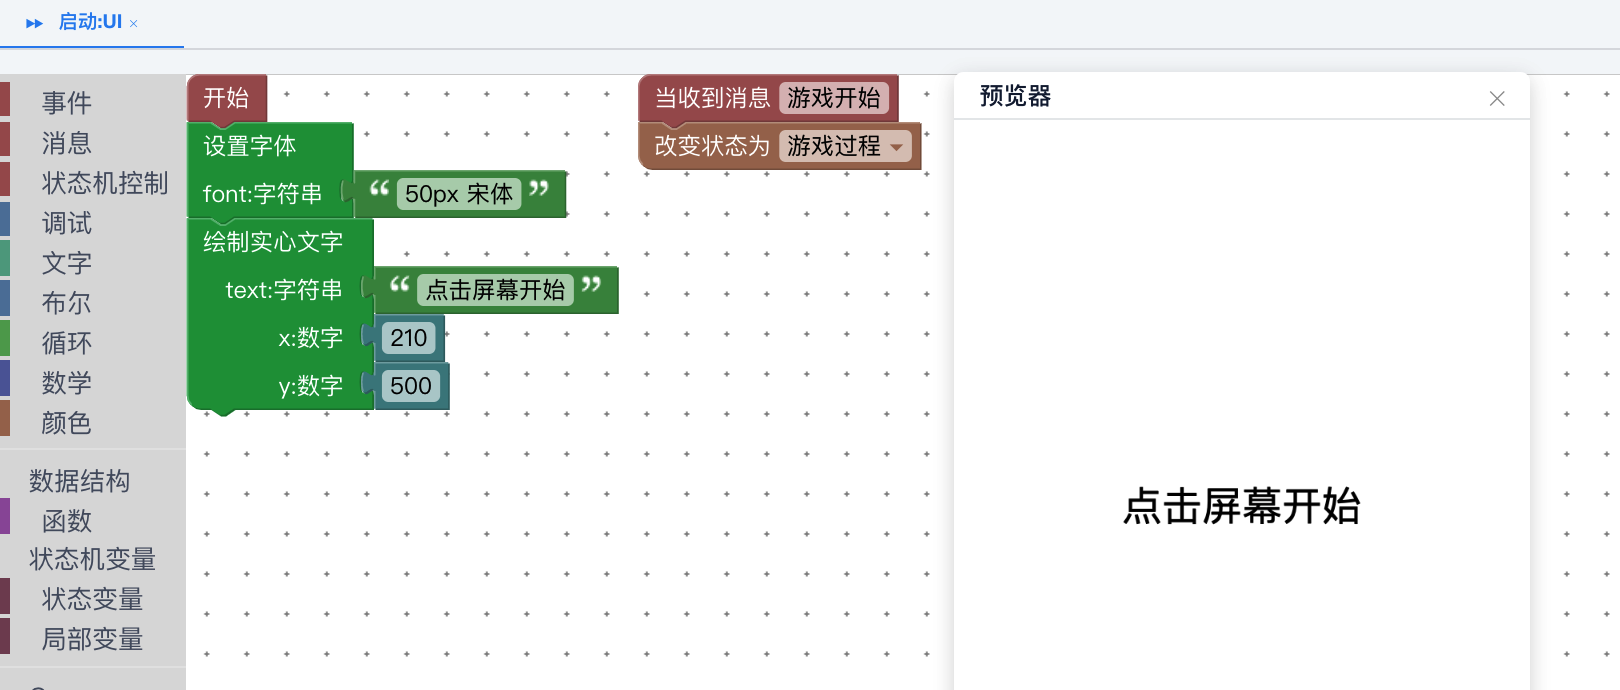 启动:UI
事件
消息
状态机控制
调试
文字
布尔
循环
数学
颜色
数据结构
函数
状态机变量
状态变量
局部变量
开始
设置字体
font:字符串 “ 50px 宋体 ”
绘制实心文字
text:字符串 “ 点击屏幕开始 ”
x:数字 210
y:数字 500
当收到消息 游戏开始
改变状态为 游戏过程
预览器
点击屏幕开始